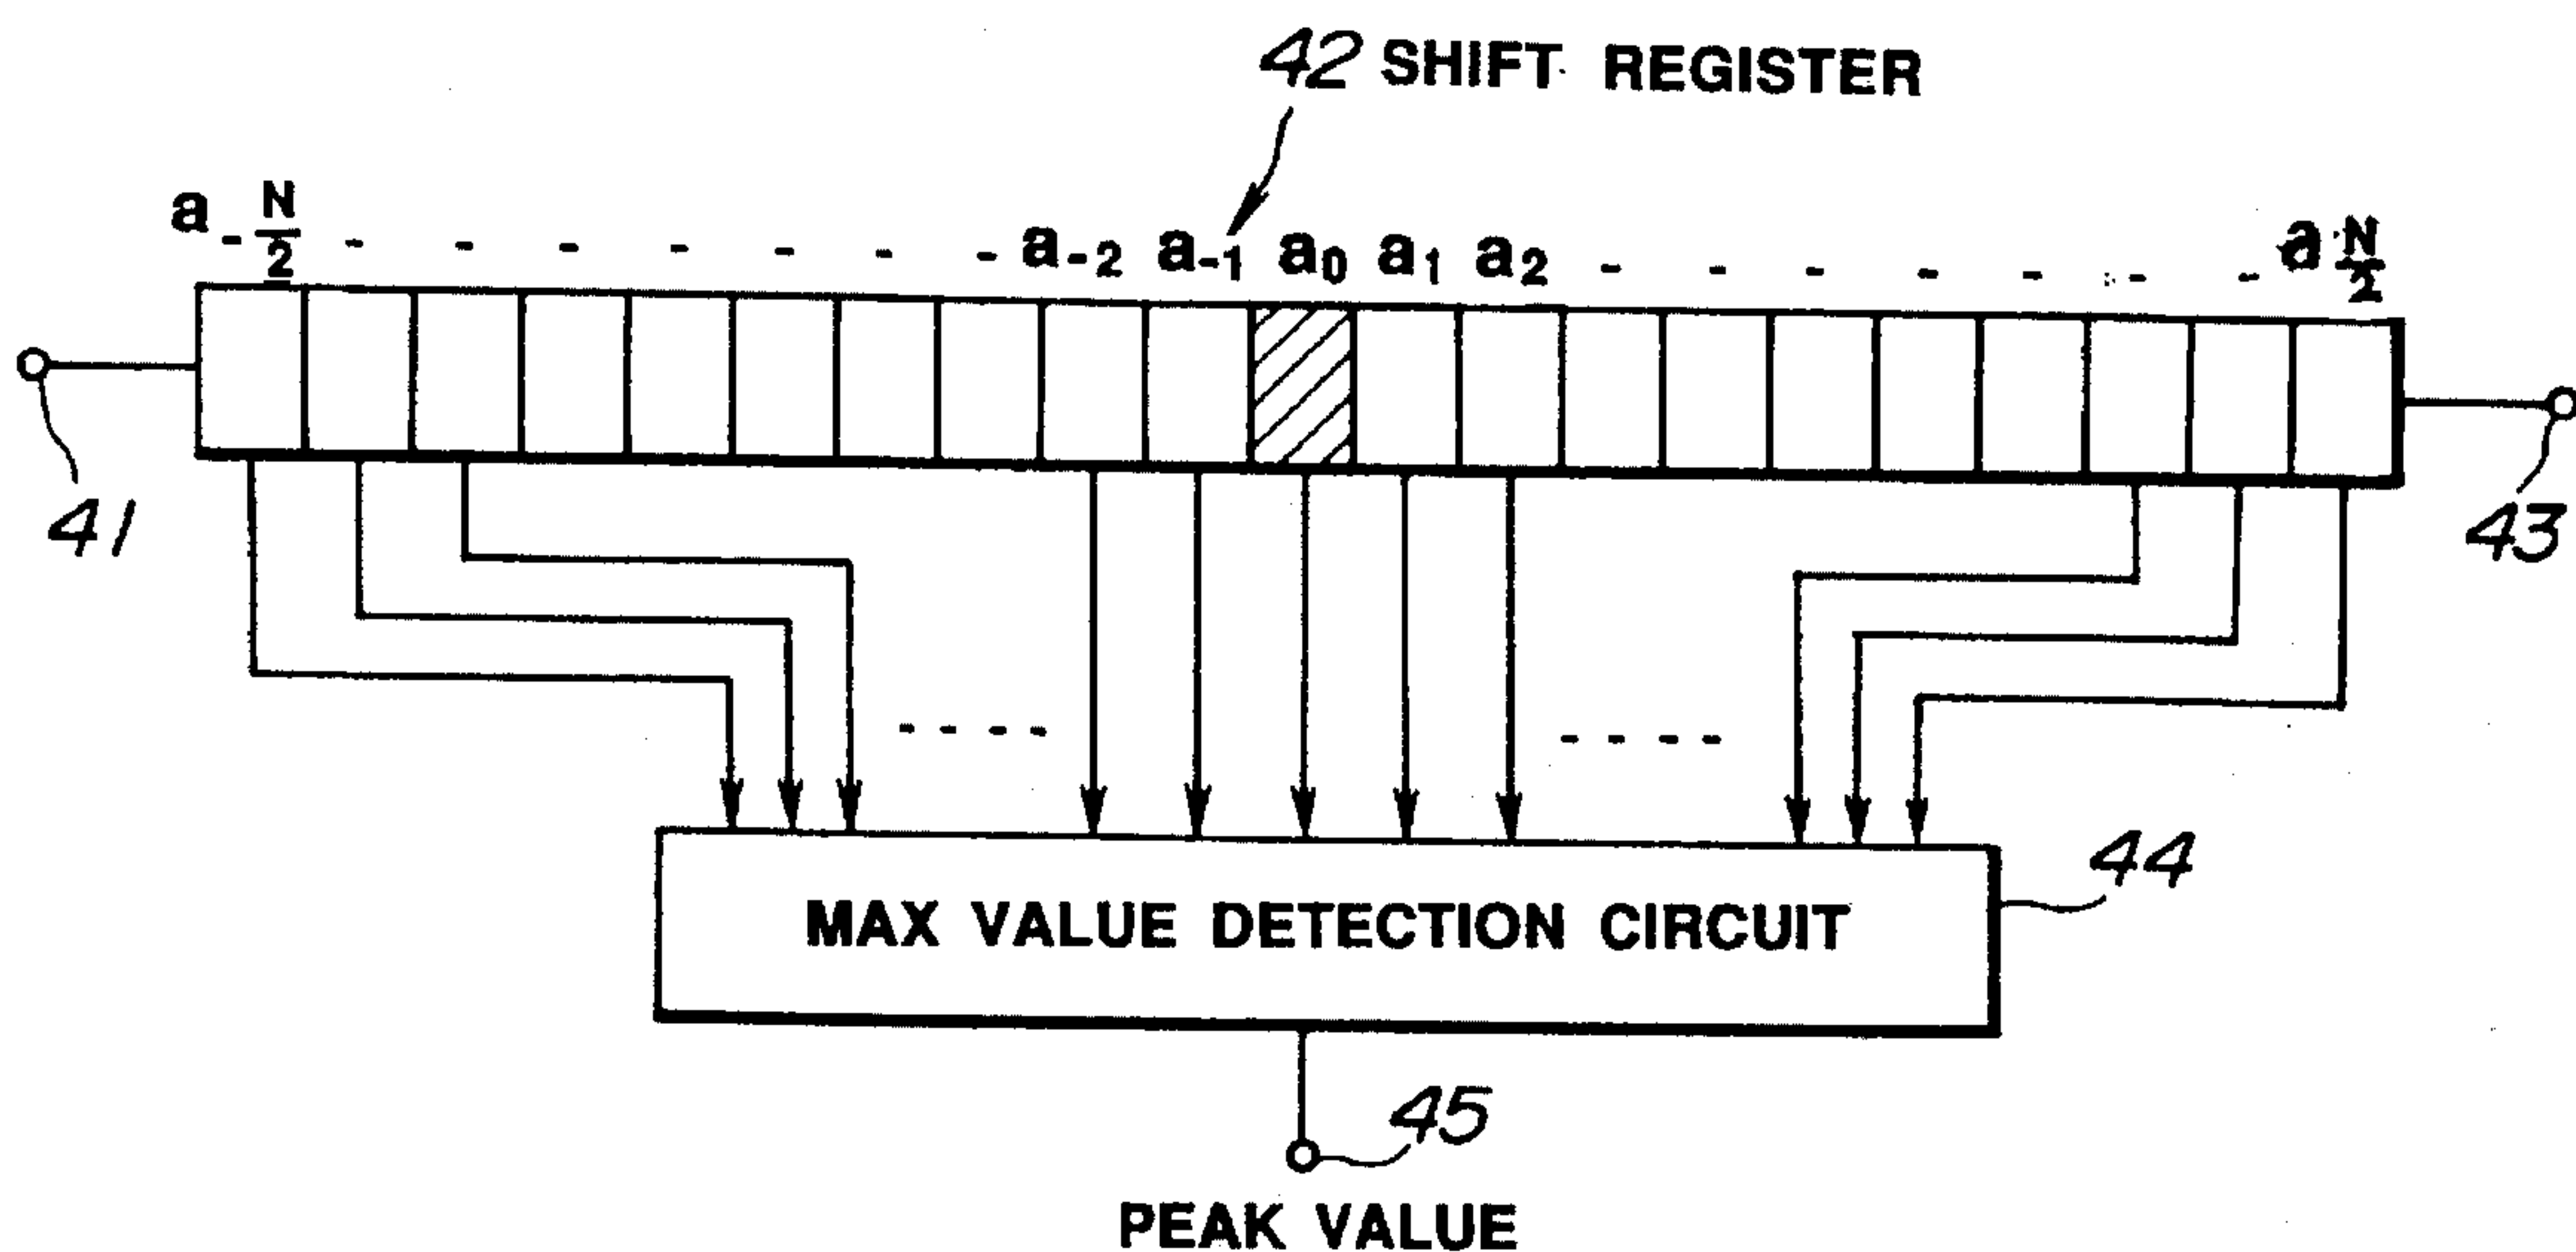 42 SHIFT REGISTER
a -N/2 - - - - - - - a-2 a-1 a0 a1 a2 - - - - - - - a N/2
41
43
- - - - - - - -
44
MAX VALUE DETECTION CIRCUIT
45
PEAK VALUE